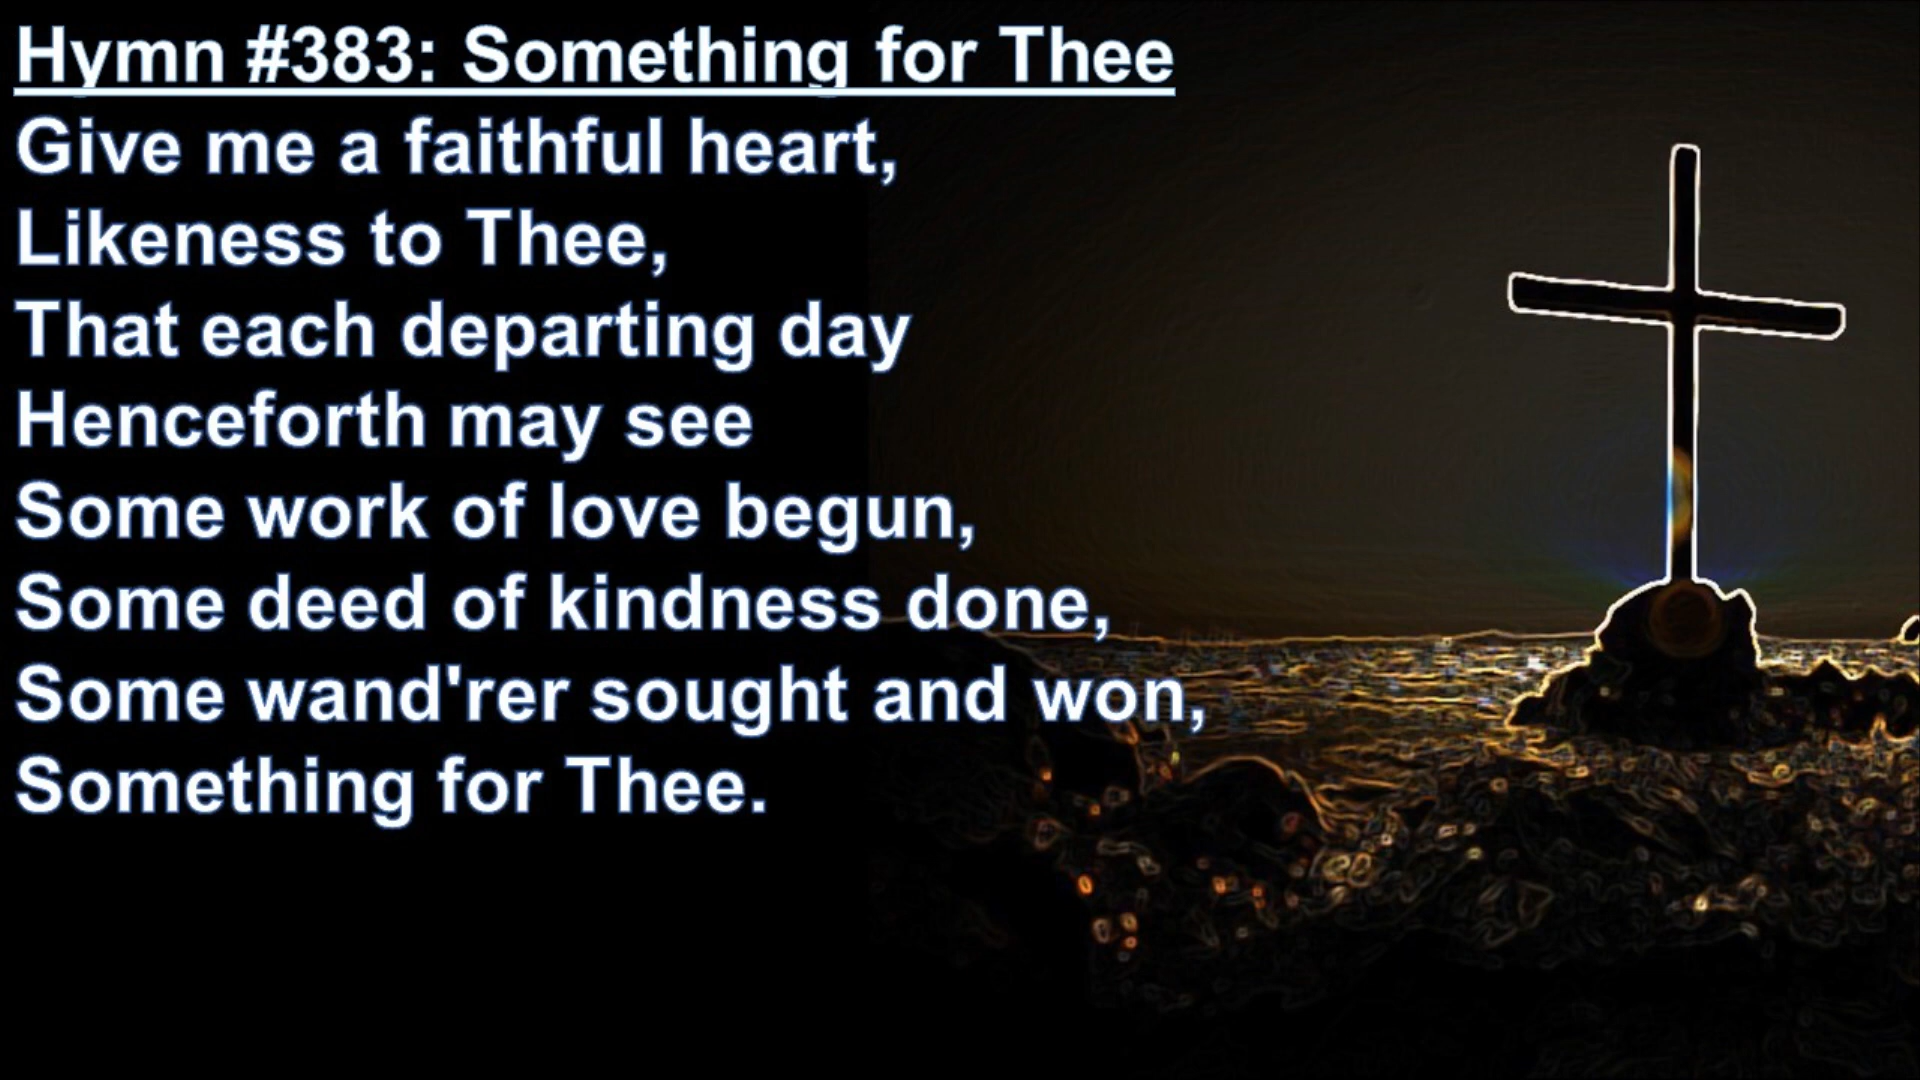 Hymn #383: Something for Thee
Give me a faithful heart,
Likeness to Thee,
That each departing day
Henceforth may see
Some work of love begun,
Some deed of kindness done,
Some wand'rer sought and won,
Something for Thee.